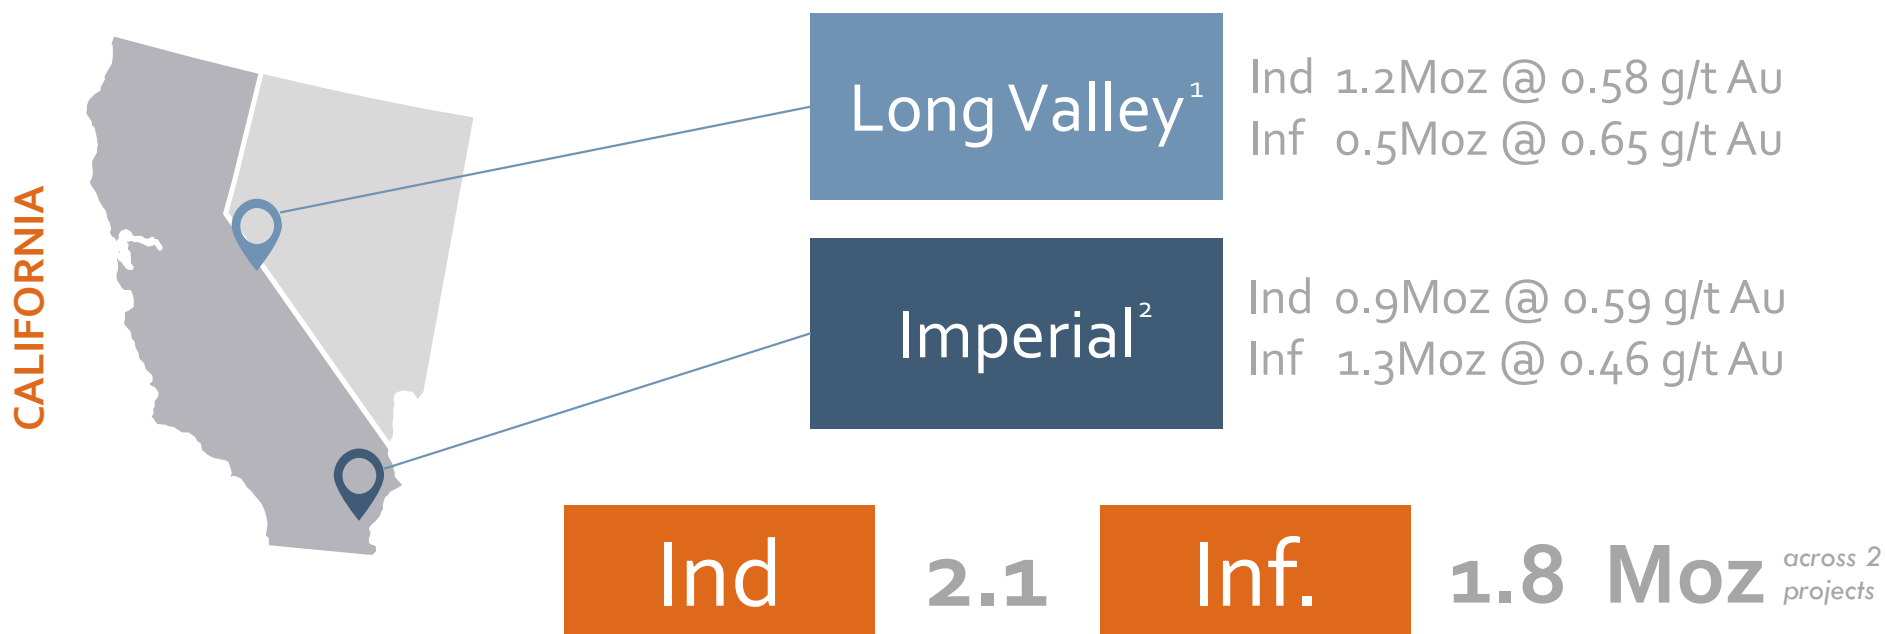 CALIFORNIA
Long Valley¹
Ind 1.2Moz @ 0.58 g/t Au
Inf 0.5Moz @ 0.65 g/t Au
Imperial²
Ind 0.9Moz @ 0.59 g/t Au
Inf 1.3Moz @ 0.46 g/t Au
Ind 2.1 Inf. 1.8 Moz across 2
projects